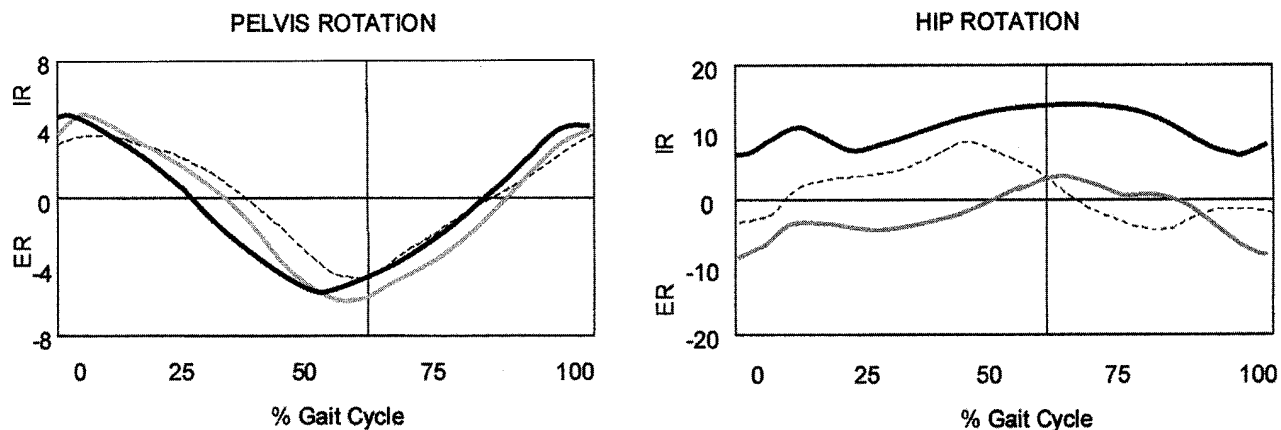 PELVIS ROTATION
8
IR
4
0
ER
-4
-8
0 25 50 75 100
% Gait Cycle
HIP ROTATION
20
IR
10
0
ER
-10
-20
0 25 50 75 100
% Gait Cycle